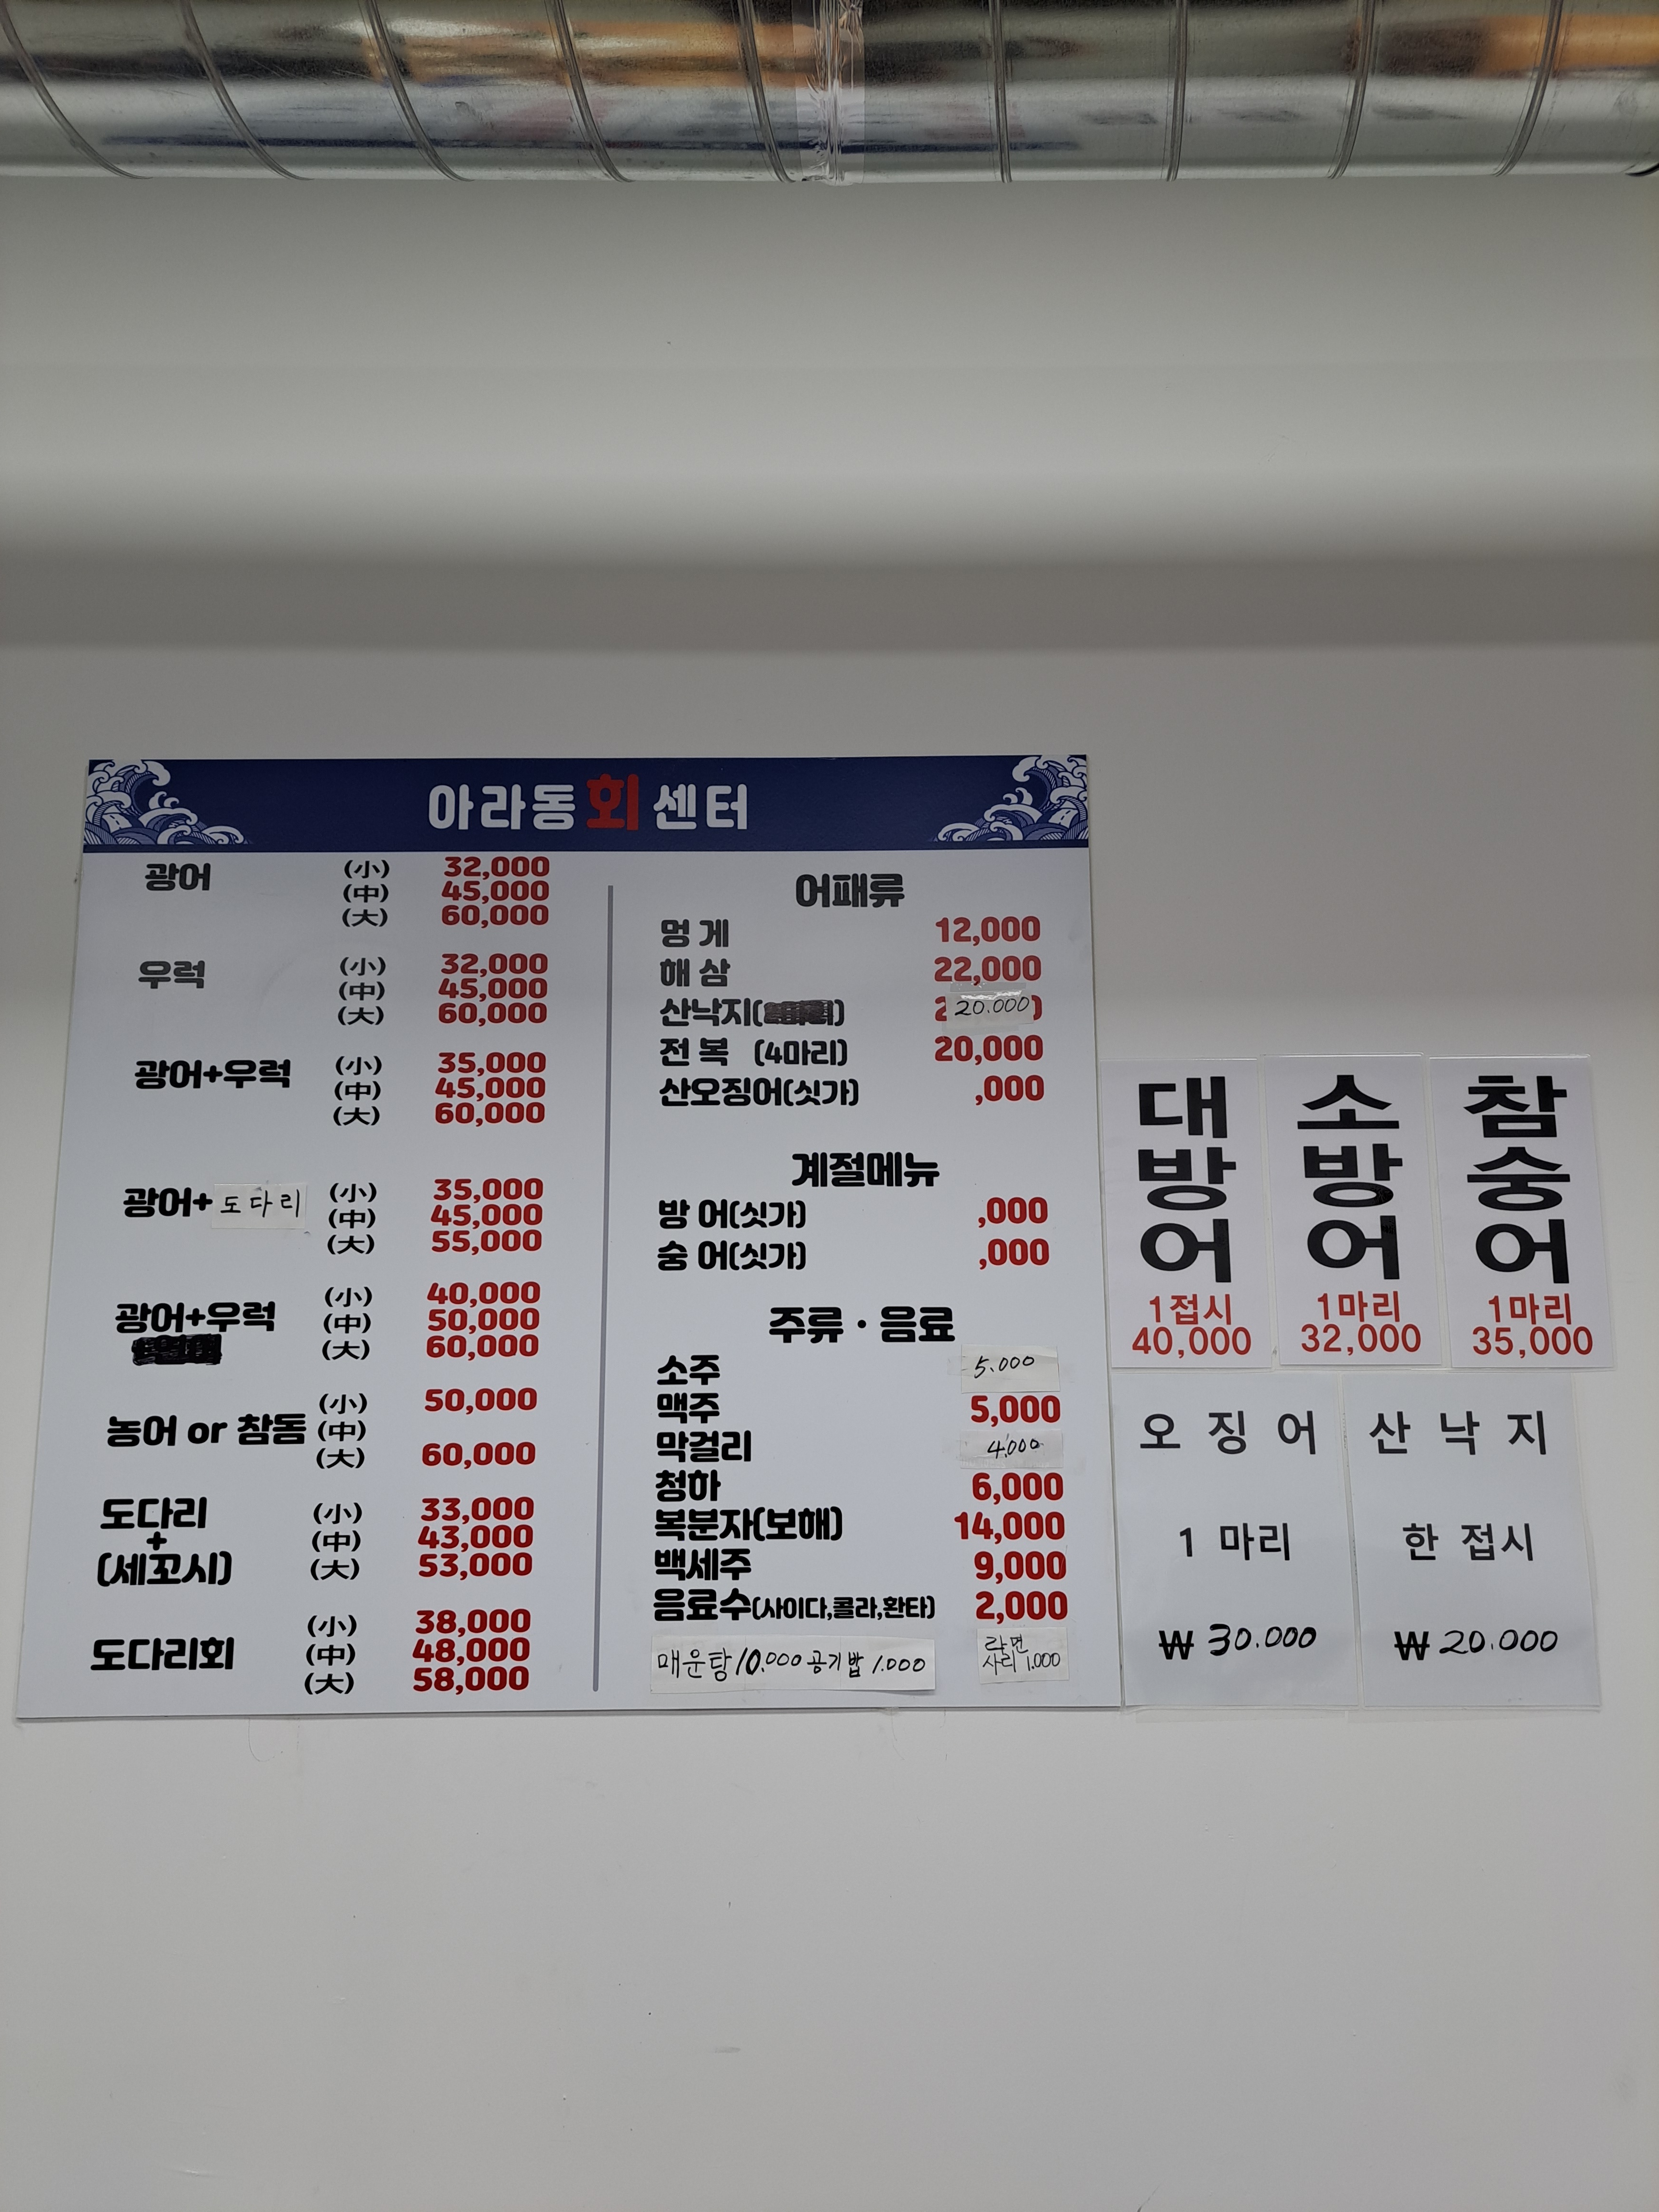 아라동회센터
광어 (小) 32,000
(中) 45,000
(大) 60,000
우럭 (小) 32,000
(中) 45,000
(大) 60,000
광어+우럭 (小) 35,000
(中) 45,000
(大) 60,000
광어+도다리 (小) 35,000
(中) 45,000
(大) 55,000
광어+우럭 (小) 40,000
(中) 50,000
(大) 60,000
농어 or 참돔 (小) 50,000
(中)
(大) 60,000
도다리 (小) 33,000
+ (中) 43,000
(세꼬시) (大) 53,000
도다리회 (小) 38,000
(中) 48,000
(大) 58,000
어패류
멍게 12,000
해삼 22,000
산낙지( ) 20.000
전복 (4마리) 20,000
산오징어(싯가) ,000
계절메뉴
방어(싯가) ,000
숭어(싯가) ,000
주류·음료
소주 5.000
맥주 5,000
막걸리 4.000
청하 6,000
복분자(보해) 14,000
백세주 9,000
음료수(사이다,콜라,환타) 2,000
매운탕 10.000 공기밥 1.000
라면
사리 1.000
대
방
어
1접시
40,000
소
방
어
1마리
32,000
참
숭
어
1마리
35,000
오 징 어
1 마리
₩ 30.000
산 낙 지
한 접시
₩ 20.000